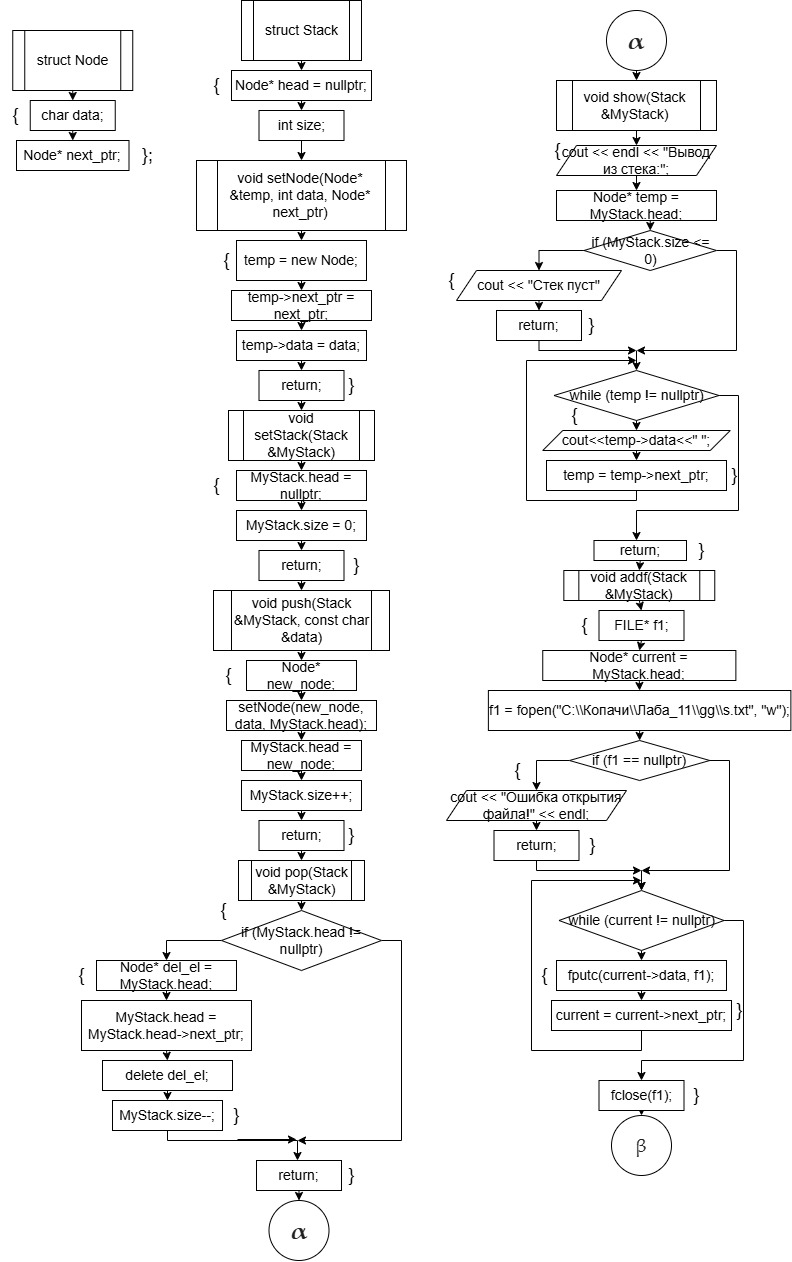 struct Node
{
char data;
Node* next_ptr;
};
struct Stack
{
Node* head = nullptr;
int size;
void setNode(Node*
&temp, int data, Node*
next_ptr)
{
temp = new Node;
temp->next_ptr =
next_ptr;
temp->data = data;
return;
}
void
setStack(Stack
&MyStack)
{
MyStack.head =
nullptr;
MyStack.size = 0;
return;
}
void push(Stack
&MyStack, const char
&data)
{
Node*
new_node;
setNode(new_node,
data, MyStack.head);
MyStack.head =
new_node;
MyStack.size++;
return;
}
void pop(Stack
&MyStack)
{
if (MyStack.head !=
nullptr)
{
Node* del_el =
MyStack.head;
MyStack.head =
MyStack.head->next_ptr;
delete del_el;
MyStack.size--;
}
return;
}
α
α
void show(Stack
&MyStack)
{
cout << endl << "Вывод
из стека:";
Node* temp =
MyStack.head;
if (MyStack.size <=
0)
{
cout << "Стек пуст"
return;
}
while (temp != nullptr)
{
cout<<temp->data<<" ";
temp = temp->next_ptr;
}
return;
}
void addf(Stack
&MyStack)
{
FILE* f1;
Node* current =
MyStack.head;
f1 = fopen("C:\\Копачи\\Лаба_11\\gg\\s.txt", "w");
if (f1 == nullptr)
{
cout << "Ошибка открытия
файла!" << endl;
return;
}
while (current != nullptr)
{
fputc(current->data, f1);
current = current->next_ptr;
}
fclose(f1);
}
β